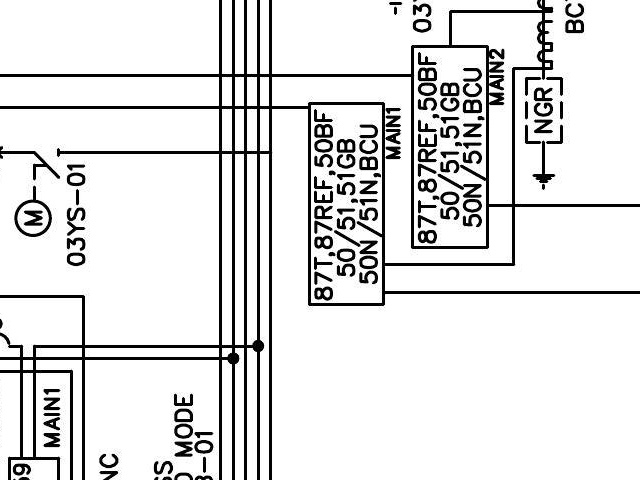 03
BC
87T,87REF,50BF
50/51,51GB
50N/51N,BCU
MAIN2
NGR
87T,87REF,50BF
50/51,51GB
50N/51N,BCU
MAIN1
M
03YS-01
MAIN1
59
NC
SS
MODE
-01